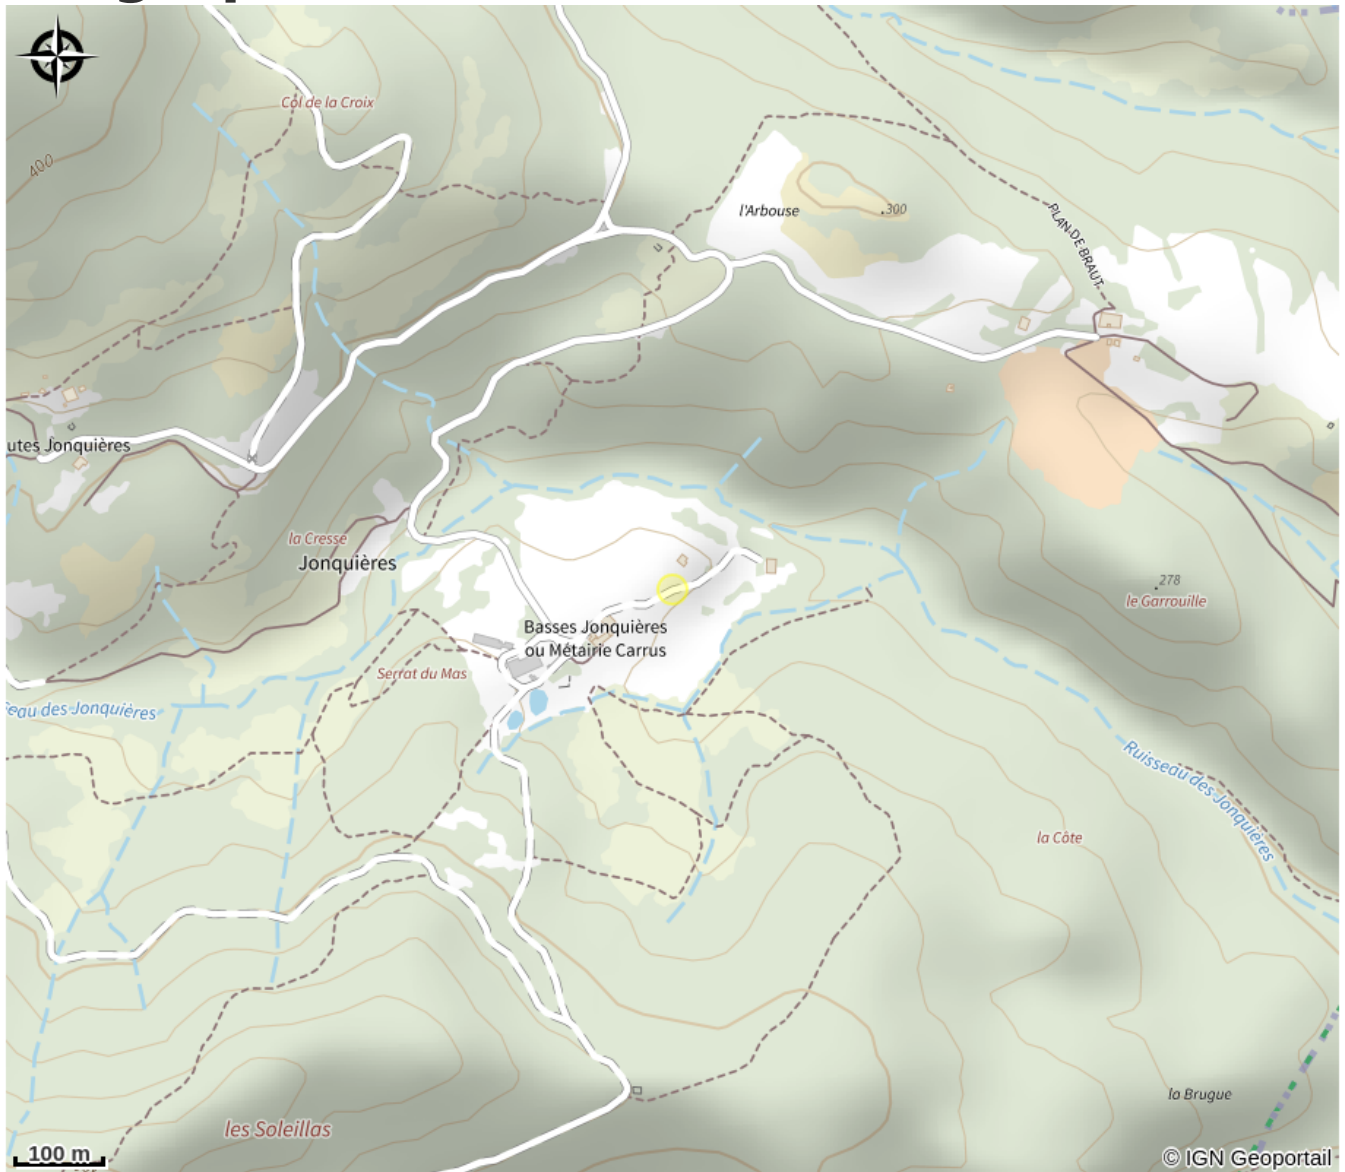 Col de la Croix
400
l'Arbouse
300
PLAN-DE-BRAUT
utes Jonquières
la Cresse
Jonquières
278
le Garrouille
Basses Jonquières
ou Métairie Carrus
Serrat du Mas
eau des Jonquières
Ruisseau des Jonquières
la Côte
la Brugue
les Soleillas
100 m
© IGN Geoportail